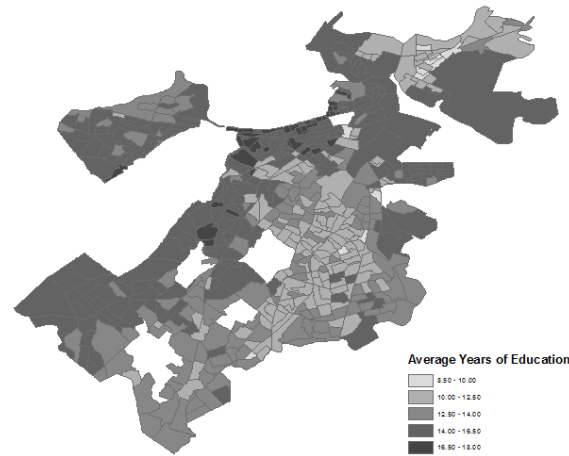 Average Years of Education
8.50 - 10.00
10.00 - 12.50
12.50 - 14.00
14.00 - 16.50
16.50 - 18.00